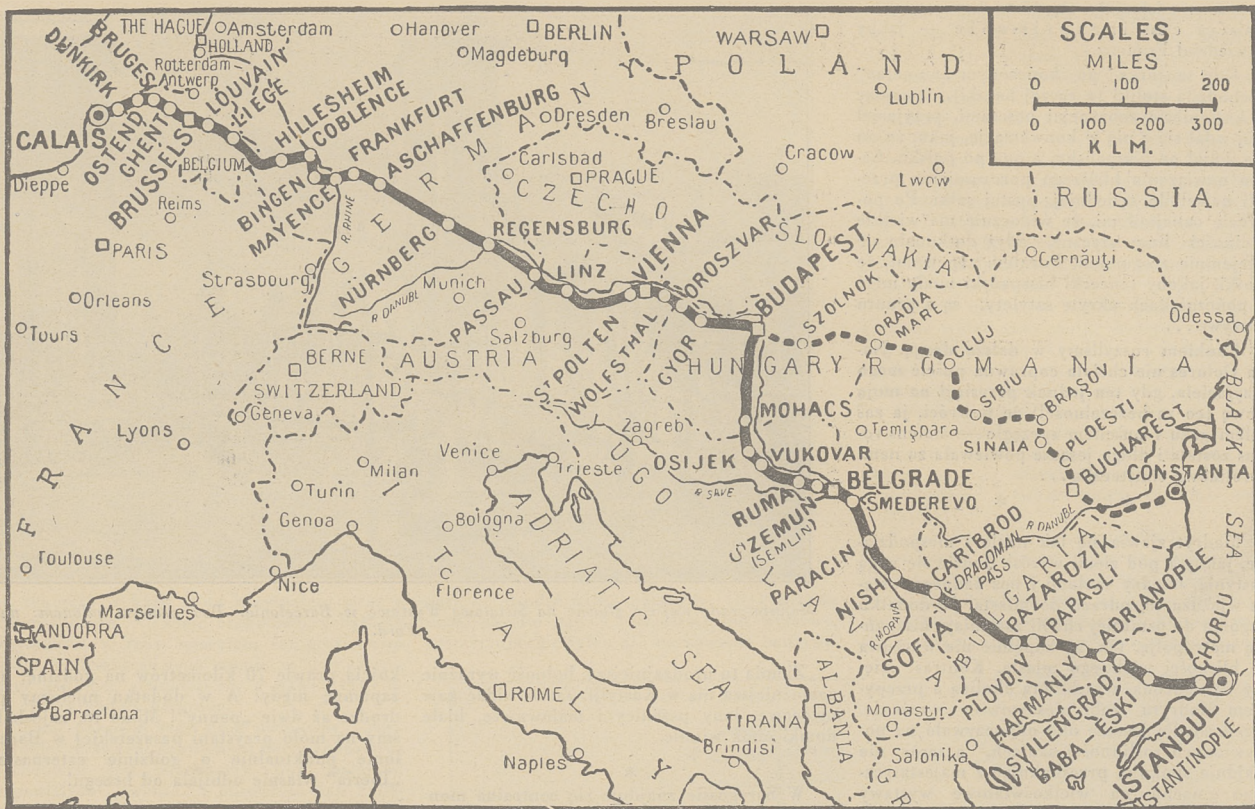 THE HAGUE
Amsterdam
HOLLAND
Rotterdam
Antwerp
Hanover
BERLIN
Magdeburg
WARSAW
POLAND
Lublin
SCALES
MILES
0 100 200
0 100 200 300
KLM.
DUNKIRK
BRUGES
CALAIS
OSTEND
GHENT
BRUSSELS
LOUVAIN
LIEGE
BELGIUM
HILLESHEIM
COBLENCE
FRANKFURT
ASCHAFFENBURG
BINGEN
MAYENCE
GERMANY
Dresden
Breslau
Carlsbad
PRAGUE
CZECHO
SLOVAKIA
Cracow
Lwow
RUSSIA
Dieppe
Reims
PARIS
Orleans
Tours
Strasbourg
R. RHINE
NÜRNBERG
REGENSBURG
R DANUBE
Munich
PASSAU
LINZ
Salzburg
ST PÖLTEN
VIENNA
WOLFSTHAL
OROSZVAR
GYOR
BUDAPEST
SZOLNOK
ORADIA
MARE
CLUJ
Cernăuţi
Odessa
BERNE
SWITZERLAND
Geneva
AUSTRIA
HUNGARY
ROMANIA
SIBIU
BRAŞOV
SINAIA
PLOESTI
BUCHAREST
CONSTANŢA
BLACK SEA
FRANCE
Lyons
Milan
Turin
Genoa
Venice
Trieste
Zagreb
MOHACS
Temişoara
OSIJEK
VUKOVAR
R SAVE
RUMA
ZEMUN
(SEMLIN)
BELGRADE
SMEDEREVO
YUGO
SLAVIA
Bologna
Florence
ADRIATIC SEA
ITALY
Toulouse
Nice
Marseilles
ANDORRA
SPAIN
Barcelona
ROME
Naples
Brindisi
TIRANA
ALBANIA
Monastir
Salonika
GR
PARACIN
NISH
R. MORAVA
CARIBROD
DRAGOMAN
PASS
R DANUBE
SOFIA
BULGARIA
PAZARDZIK
PAPASLI
ADRIANOPLE
PLOVDIV
HARMANLY
SVILENGRAD
BABA-ESKI
CHORLU
ISTANBUL